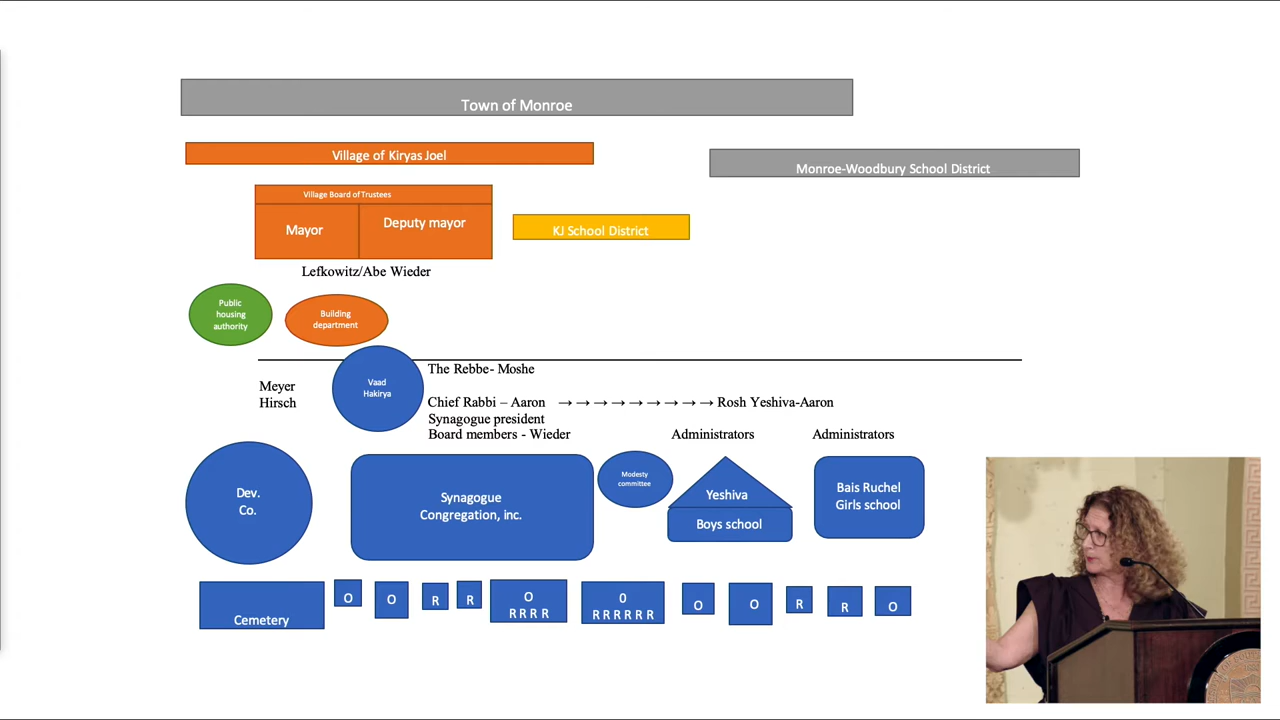 Town of Monroe
Village of Kiryas Joel
Monroe-Woodbury School District
Village Board of Trustees
Mayor
Deputy mayor
KJ School District
Lefkowitz/Abe Wieder
Public
housing
authority
Building
department
The Rebbe- Moshe
Meyer
Hirsch
Vaad
Hakirya
Chief Rabbi – Aaron → → → → → → → → → Rosh Yeshiva-Aaron
Synagogue president
Board members - Wieder
Administrators
Administrators
Dev.
Co.
Synagogue
Congregation, inc.
Modesty
committee
Yeshiva
Boys school
Bais Ruchel
Girls school
Cemetery
O
O
R
R
O
R R R R
0
R R R R R R
O
O
R
R
O